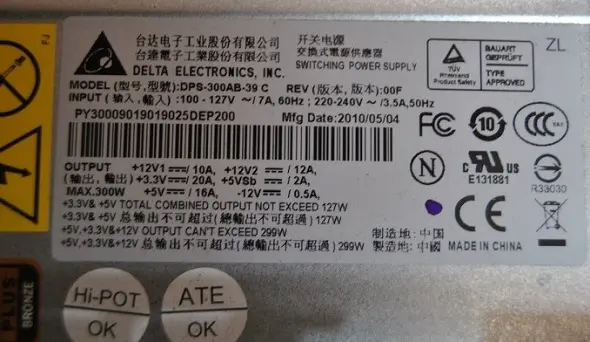 FJ
台达电子工业股份有限公司
台達電子工業股份有限公司
DELTA ELECTRONICS, INC.
开关电源
交換式電源供應器
SWITCHING POWER SUPPLY
TÜV
Rheinland
Product Safety
BAUART
GEPRÜFT
TYPE
APPROVED
ZL
MODEL (型号, 型號): DPS-300AB-39 C REV (版本, 版本):00F
INPUT (输入, 輸入): 100 - 127V ~ / 7A, 60Hz ; 220-240V ~ /3.5A,50Hz
PY30009019019025DEP200 Mfg Date:2010/05/04
FC
10
CCC
OUTPUT +12V1 ⎓/ 10A, +12V2 ⎓/ 12A,
(输出, 輸出) +3.3V⎓/ 20A, +5VSb ⎓/ 2A,
MAX.300W +5V⎓/ 16A, -12V⎓/ 0.5A,
N
c RU us
E131881
R33030
+3.3V& +5V TOTAL COMBINED OUTPUT NOT EXCEED 127W
+3.3V& +5V 总输出不可超过(總輸出不可超過)127W
+5V,+3.3V&+12V OUTPUT CAN'T EXCEED 299W
+5V,+3.3V&+12V 总输出不可超过(總輸出不可超過)299W
制造地: 中国
製造地: 中國 MADE IN CHINA
CE
PLUS
BRONZE
Hi-POT
OK
ATE
OK